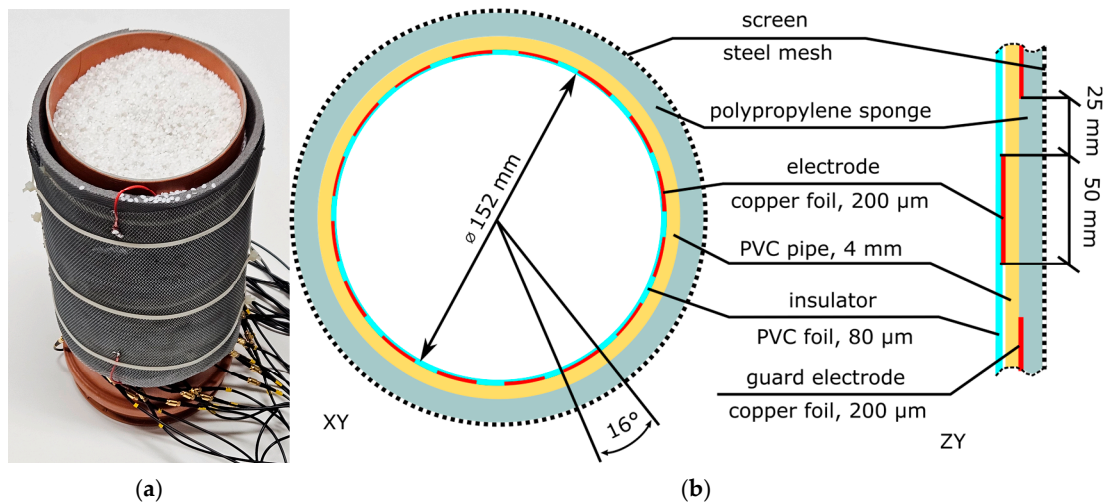 screen
steel mesh
polypropylene sponge
electrode
copper foil, 200 µm
PVC pipe, 4 mm
insulator
PVC foil, 80 µm
guard electrode
copper foil, 200 µm
⌀ 152 mm
16°
XY
25 mm
50 mm
ZY
(a)
(b)